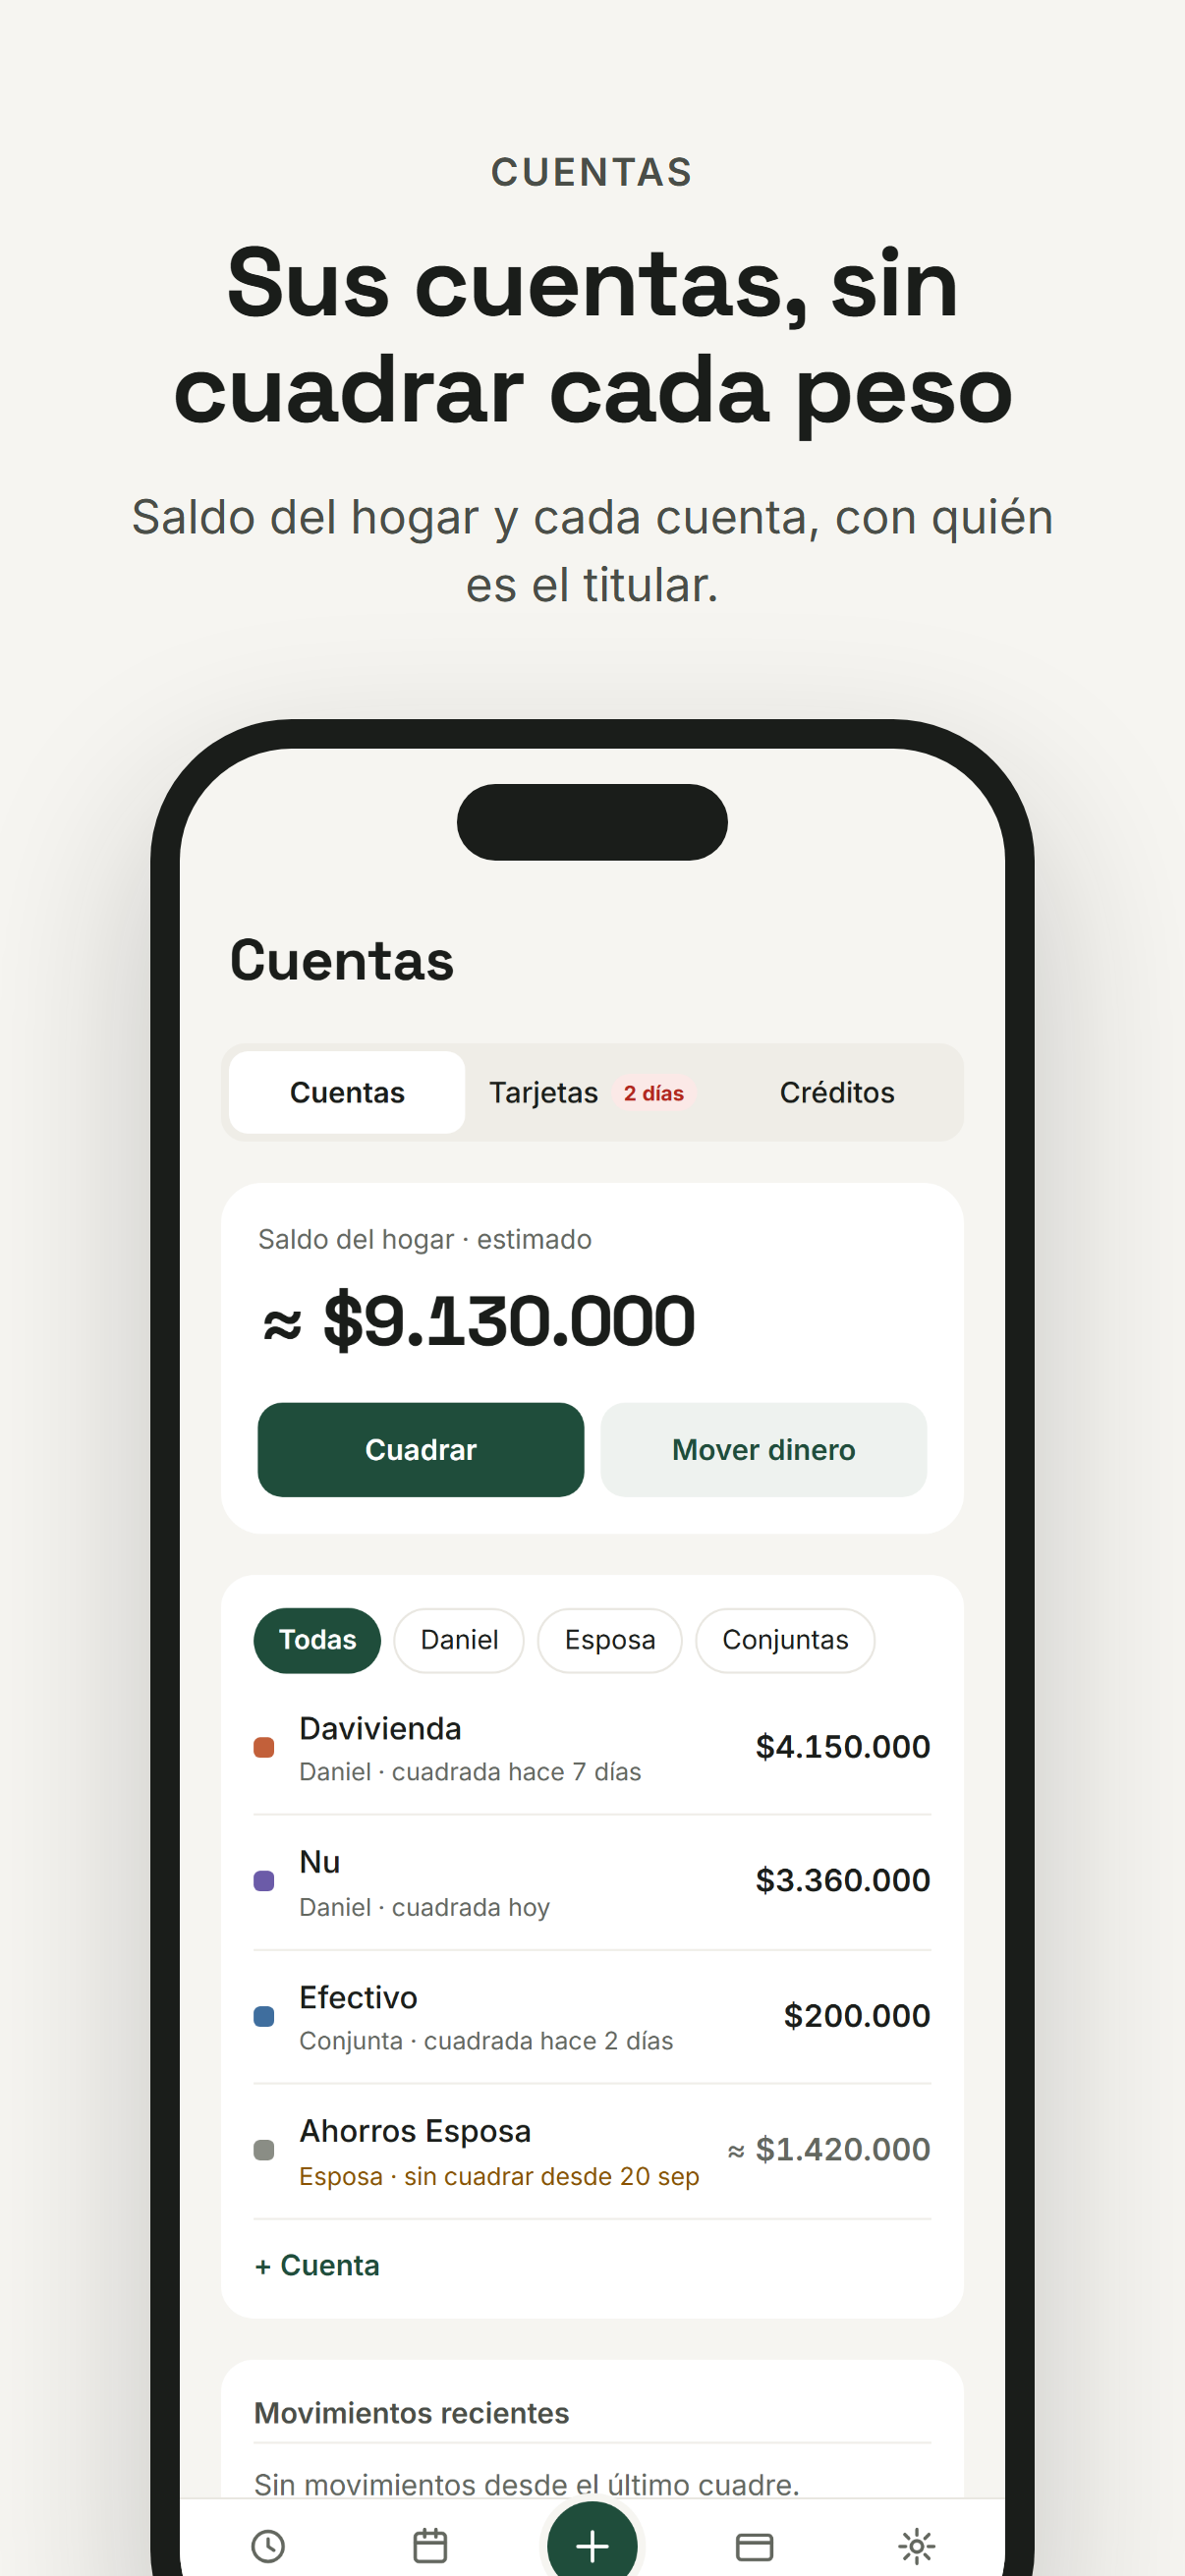 CUENTAS
Sus cuentas, sin
cuadrar cada peso
Saldo del hogar y cada cuenta, con quién
es el titular.
Cuentas
Cuentas Tarjetas 2 días Créditos
Saldo del hogar · estimado
≈ $9.130.000
Cuadrar Mover dinero
Todas Daniel Esposa Conjuntas
Davivienda $4.150.000
Daniel · cuadrada hace 7 días
Nu $3.360.000
Daniel · cuadrada hoy
Efectivo $200.000
Conjunta · cuadrada hace 2 días
Ahorros Esposa ≈ $1.420.000
Esposa · sin cuadrar desde 20 sep
+ Cuenta
Movimientos recientes
Sin movimientos desde el último cuadre.